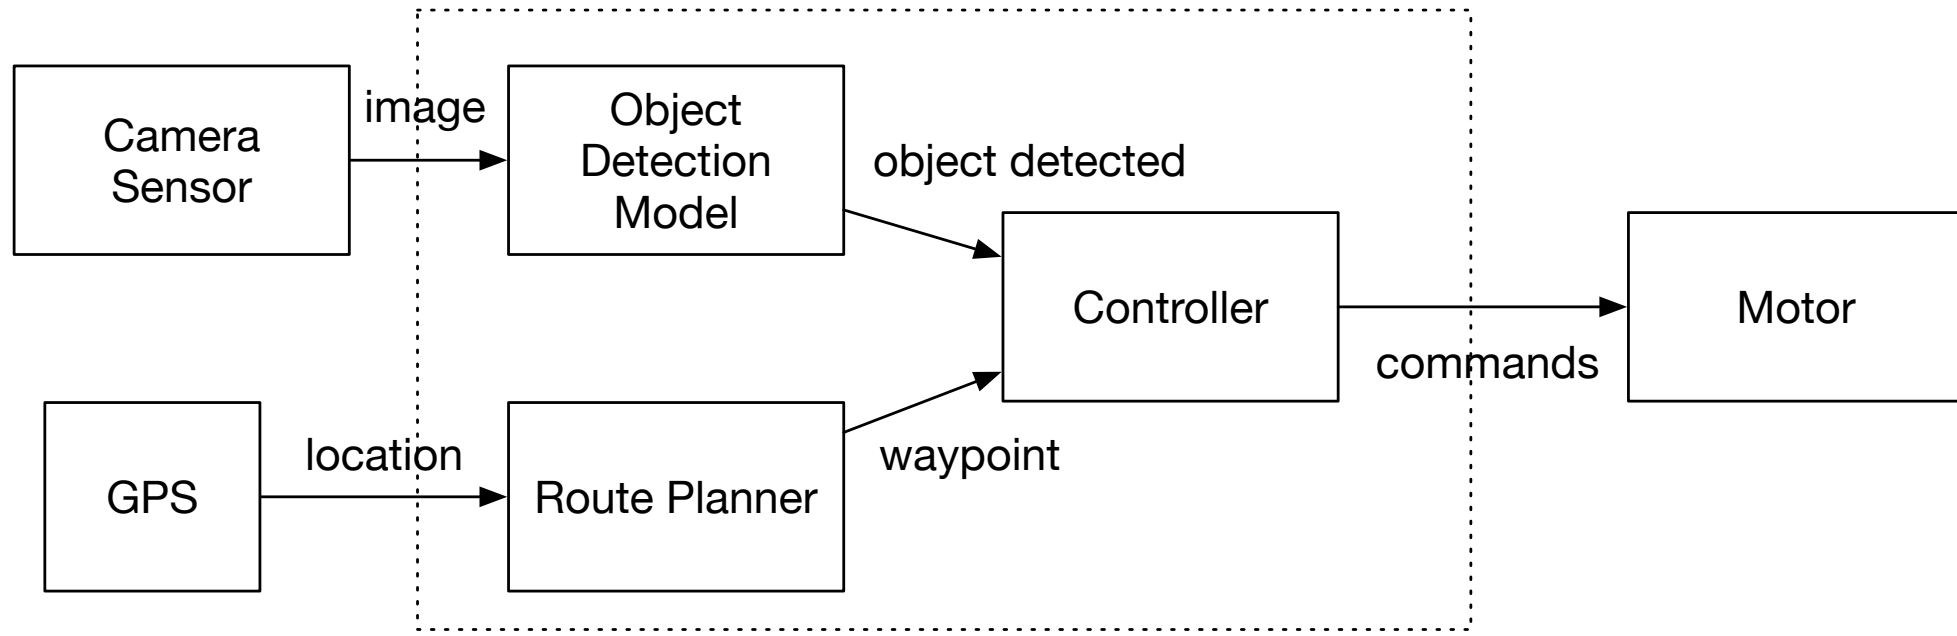 Camera
Sensor
image
Object
Detection
Model
object detected
Controller
commands
Motor
GPS
location
Route Planner
waypoint